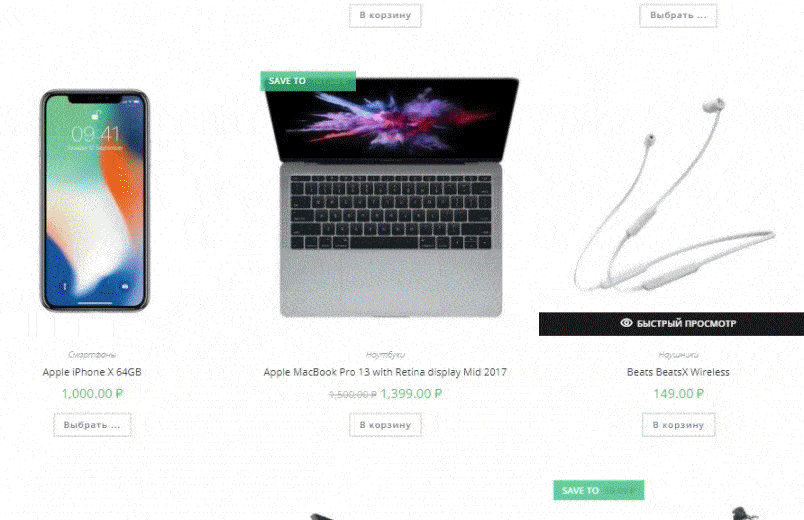 В корзину
Выбрать ...
SAVE TO
09:41
БЫСТРЫЙ ПРОСМОТР
Смартфоны
Ноутбуки
Наушники
Apple iPhone X 64GB
Apple MacBook Pro 13 with Retina display Mid 2017
Beats BeatsX Wireless
1,000.00 ₽
1,500.00 ₽ 1,399.00 ₽
149.00 ₽
Выбрать ...
В корзину
В корзину
SAVE TO